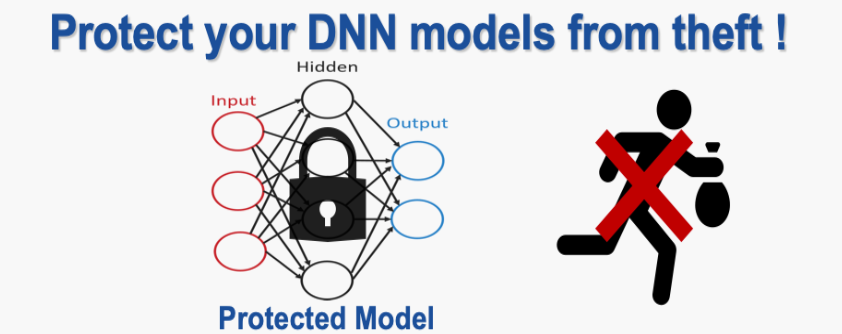 Protect your DNN models from theft !
Hidden
Input
Output
Protected Model